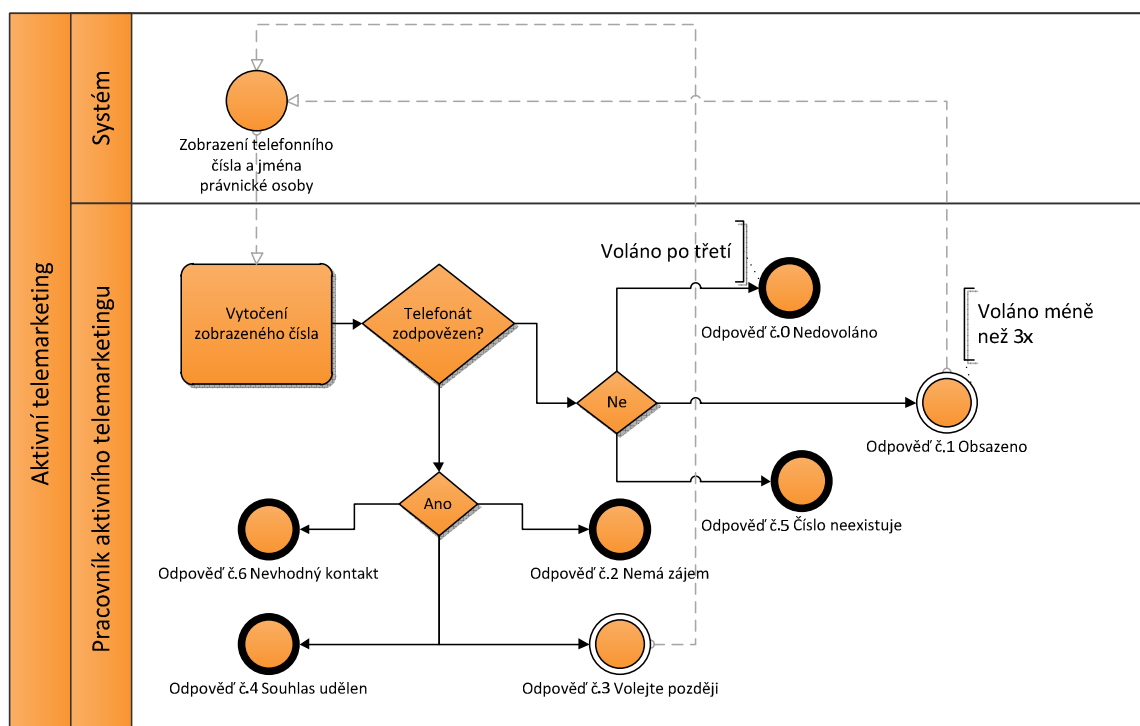 Aktivní telemarketing
Systém
Zobrazení telefonního
čísla a jména
právnické osoby
Pracovník aktivního telemarketingu
Vytočení
zobrazeného čísla
Telefonát
zodpovězen?
Voláno po třetí
Odpověď č.0 Nedovoláno
Voláno méně
než 3x
Ne
Odpověď č.1 Obsazeno
Odpověď č.5 Číslo neexistuje
Ano
Odpověď č.6 Nevhodný kontakt
Odpověď č.2 Nemá zájem
Odpověď č.4 Souhlas udělen
Odpověď č.3 Volejte později